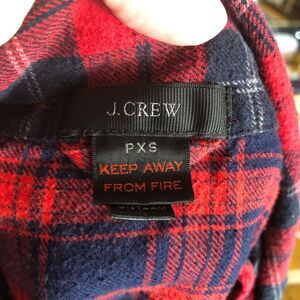 J.CREW
PXS
KEEP AWAY
FROM FIRE